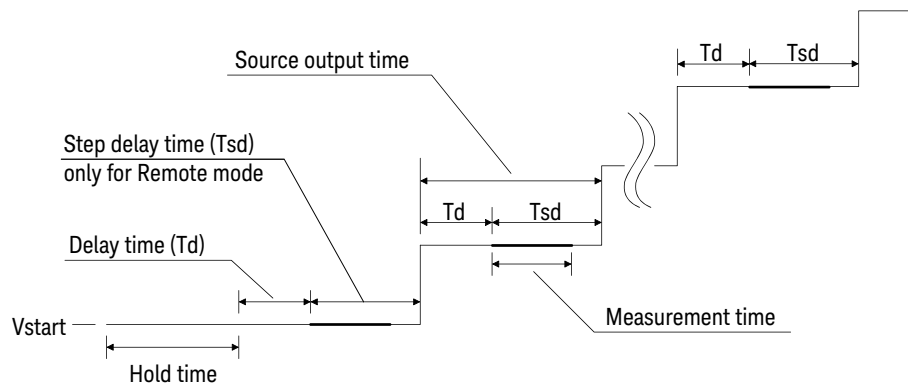 Td
Tsd
Source output time
Step delay time (Tsd)
only for Remote mode
Td
Tsd
Delay time (Td)
Vstart
Measurement time
Hold time